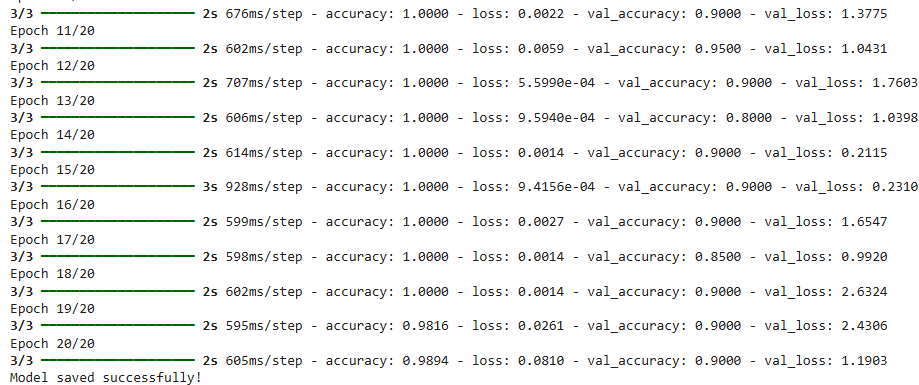 3/3 ━━━━━━━━━━━━━━━━━━━━ 2s 676ms/step - accuracy: 1.0000 - loss: 0.0022 - val_accuracy: 0.9000 - val_loss: 1.3775
Epoch 11/20
3/3 ━━━━━━━━━━━━━━━━━━━━ 2s 602ms/step - accuracy: 1.0000 - loss: 0.0059 - val_accuracy: 0.9500 - val_loss: 1.0431
Epoch 12/20
3/3 ━━━━━━━━━━━━━━━━━━━━ 2s 707ms/step - accuracy: 1.0000 - loss: 5.5990e-04 - val_accuracy: 0.9000 - val_loss: 1.7603
Epoch 13/20
3/3 ━━━━━━━━━━━━━━━━━━━━ 2s 606ms/step - accuracy: 1.0000 - loss: 9.5940e-04 - val_accuracy: 0.8000 - val_loss: 1.0398
Epoch 14/20
3/3 ━━━━━━━━━━━━━━━━━━━━ 2s 614ms/step - accuracy: 1.0000 - loss: 0.0014 - val_accuracy: 0.9000 - val_loss: 0.2115
Epoch 15/20
3/3 ━━━━━━━━━━━━━━━━━━━━ 3s 928ms/step - accuracy: 1.0000 - loss: 9.4156e-04 - val_accuracy: 0.9000 - val_loss: 0.2310
Epoch 16/20
3/3 ━━━━━━━━━━━━━━━━━━━━ 2s 599ms/step - accuracy: 1.0000 - loss: 0.0027 - val_accuracy: 0.9000 - val_loss: 1.6547
Epoch 17/20
3/3 ━━━━━━━━━━━━━━━━━━━━ 2s 598ms/step - accuracy: 1.0000 - loss: 0.0014 - val_accuracy: 0.8500 - val_loss: 0.9920
Epoch 18/20
3/3 ━━━━━━━━━━━━━━━━━━━━ 2s 602ms/step - accuracy: 1.0000 - loss: 0.0014 - val_accuracy: 0.9000 - val_loss: 2.6324
Epoch 19/20
3/3 ━━━━━━━━━━━━━━━━━━━━ 2s 595ms/step - accuracy: 0.9816 - loss: 0.0261 - val_accuracy: 0.9000 - val_loss: 2.4306
Epoch 20/20
3/3 ━━━━━━━━━━━━━━━━━━━━ 2s 605ms/step - accuracy: 0.9894 - loss: 0.0810 - val_accuracy: 0.9000 - val_loss: 1.1903
Model saved successfully!